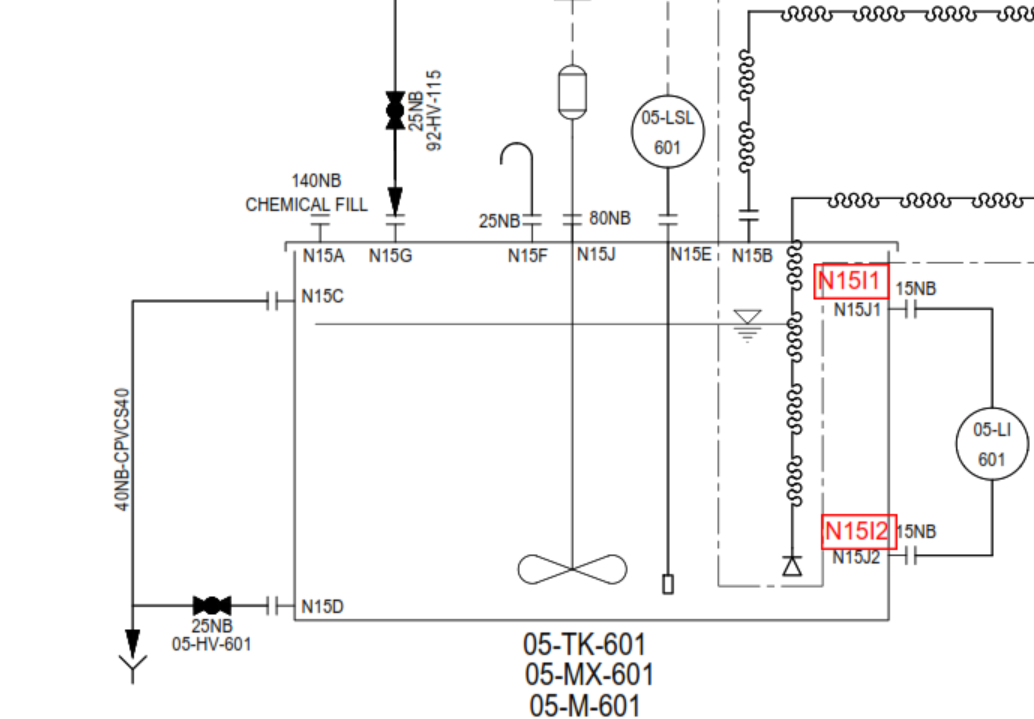 25NB
92-HV-115
05-LSL
601
140NB
CHEMICAL FILL
25NB
80NB
N15A
N15G
N15F
N15J
N15E
N15B
N15I1
15NB
N15C
N15J1
40NB-CPVCS40
05-LI
601
N15I2
15NB
N15J2
N15D
25NB
05-HV-601
05-TK-601
05-MX-601
05-M-601